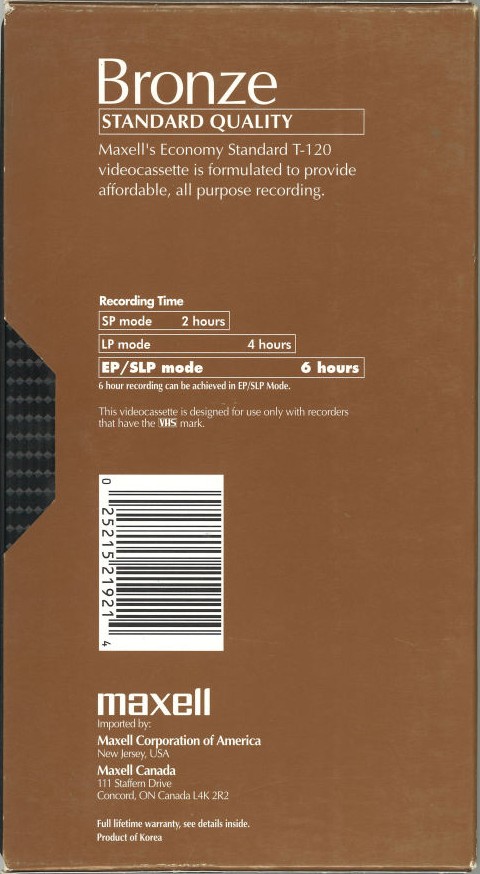 Bronze
STANDARD QUALITY
Maxell's Economy Standard T-120
videocassette is formulated to provide
affordable, all purpose recording.
Recording Time
SP mode 2 hours
LP mode 4 hours
EP/SLP mode 6 hours
6 hour recording can be achieved in EP/SLP Mode.
This videocassette is designed for use only with recorders
that have the VHS mark.
0 25215 21921 4
maxell
Imported by:
Maxell Corporation of America
New Jersey, USA
Maxell Canada
111 Staffern Drive
Concord, ON Canada L4K 2R2
Full lifetime warranty, see details inside.
Product of Korea